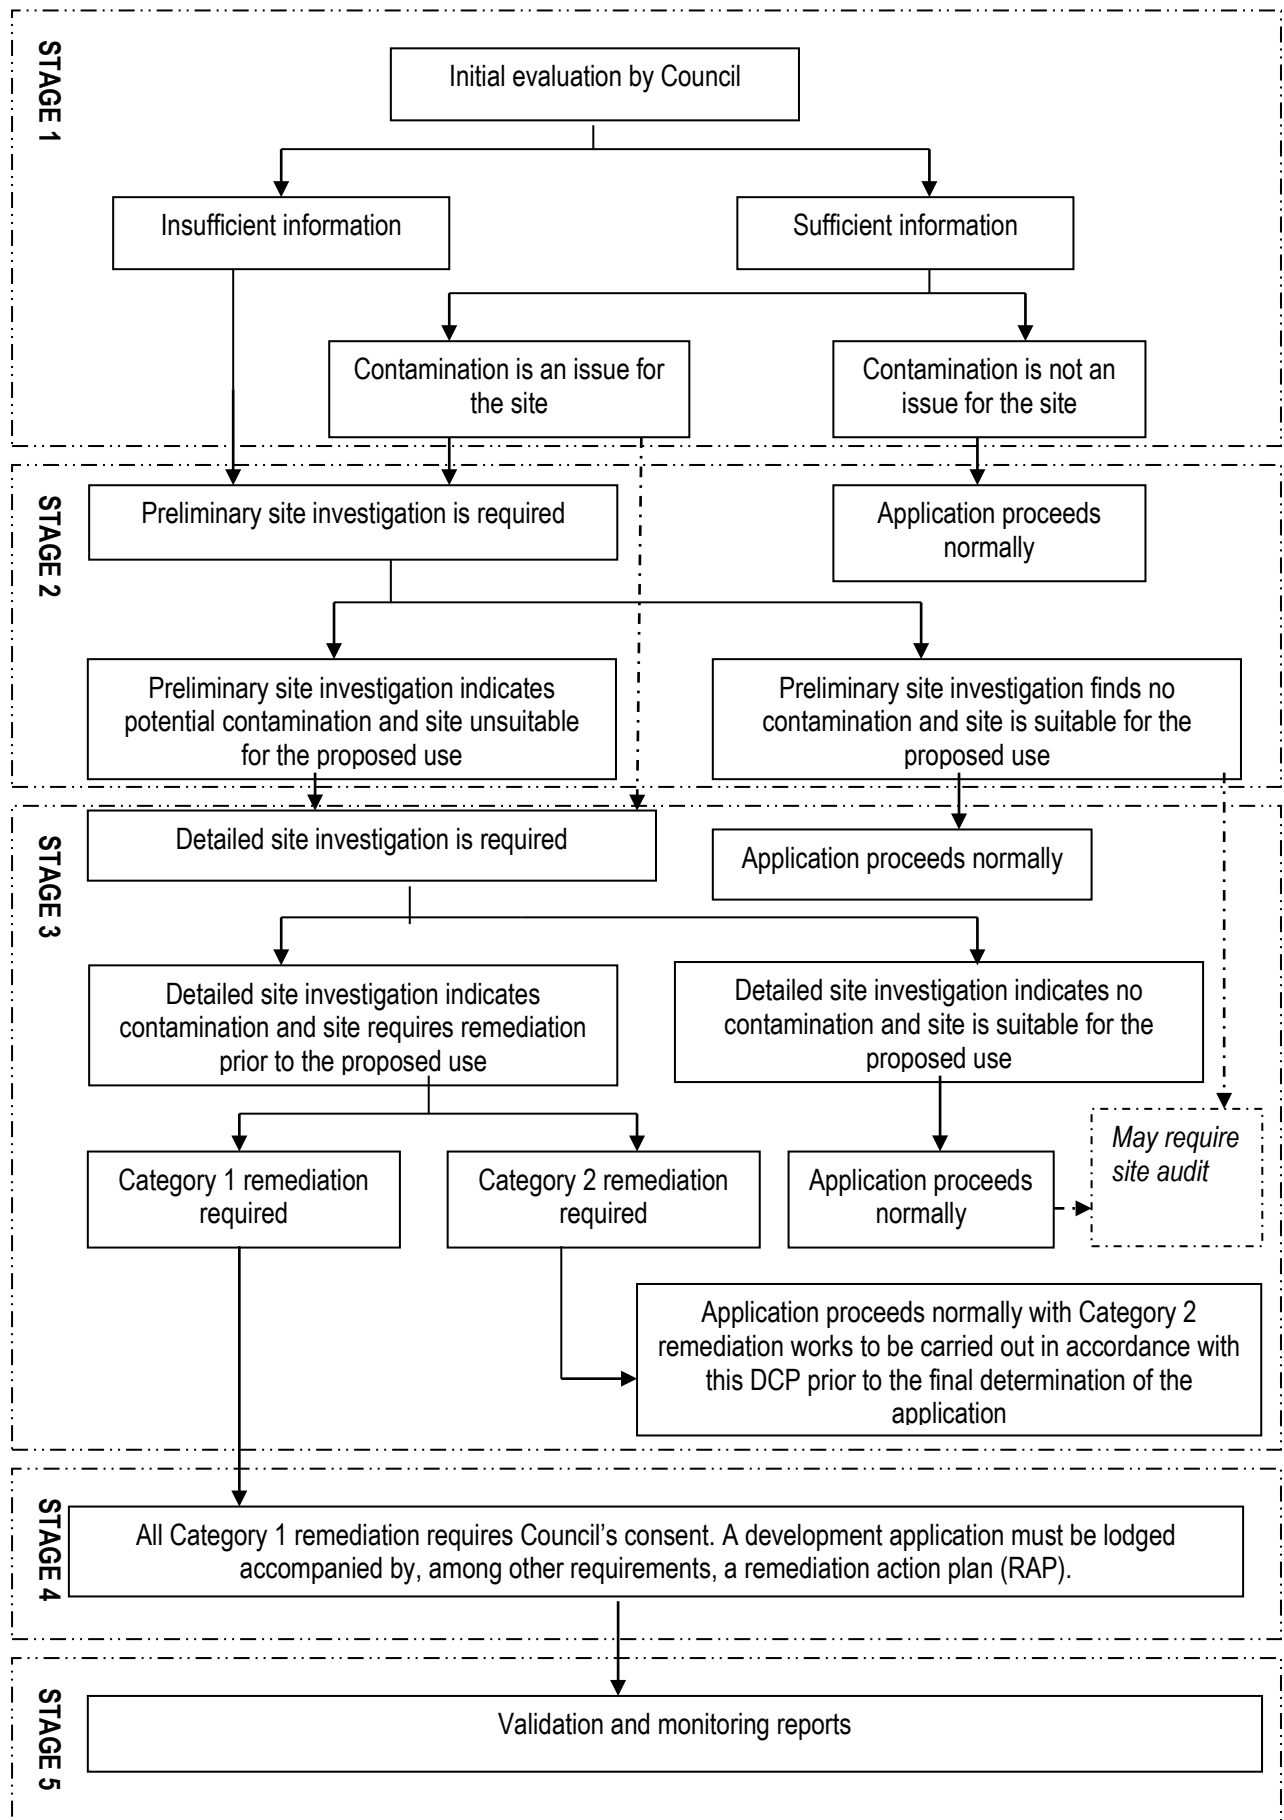 STAGE 1
Initial evaluation by Council
Insufficient information
Sufficient information
Contamination is an issue for
the site
Contamination is not an
issue for the site
STAGE 2
Preliminary site investigation is required
Application proceeds
normally
Preliminary site investigation indicates
potential contamination and site unsuitable
for the proposed use
Preliminary site investigation finds no
contamination and site is suitable for the
proposed use
STAGE 3
Detailed site investigation is required
Application proceeds normally
Detailed site investigation indicates
contamination and site requires remediation
prior to the proposed use
Detailed site investigation indicates no
contamination and site is suitable for the
proposed use
Category 1 remediation
required
Category 2 remediation
required
Application proceeds
normally
May require
site audit
Application proceeds normally with Category 2
remediation works to be carried out in accordance with
this DCP prior to the final determination of the
application
STAGE 4
All Category 1 remediation requires Council’s consent. A development application must be lodged
accompanied by, among other requirements, a remediation action plan (RAP).
STAGE 5
Validation and monitoring reports